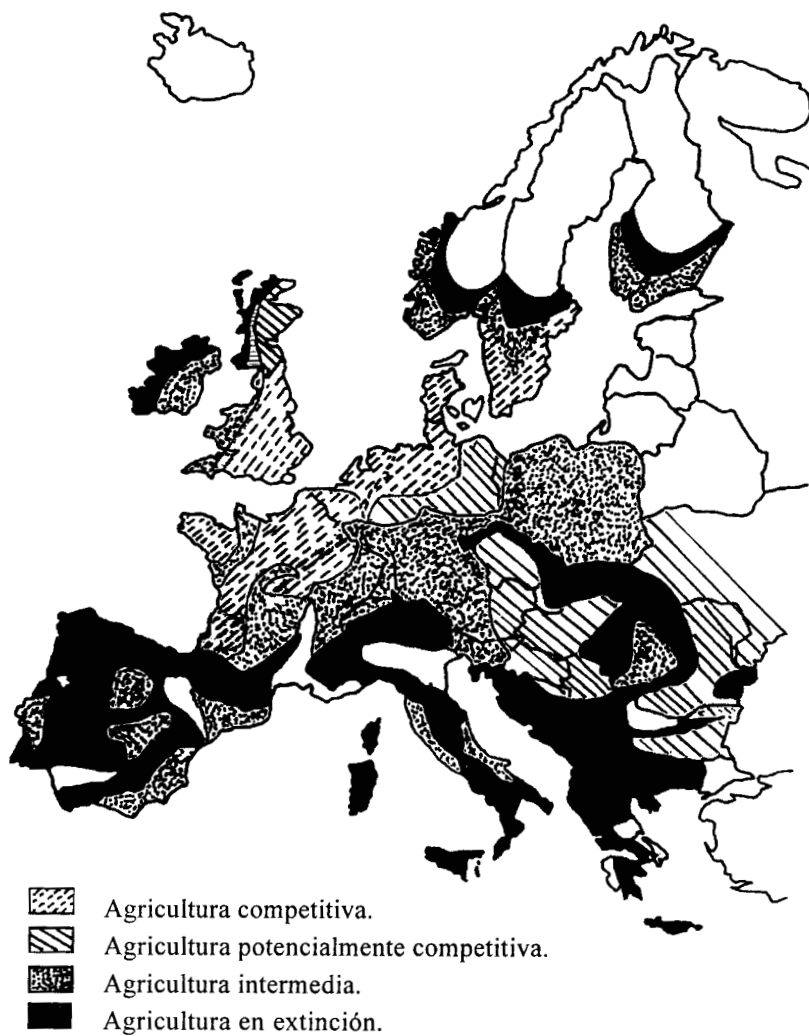 Agricultura competitiva.
Agricultura potencialmente competitiva.
Agricultura intermedia.
Agricultura en extinción.